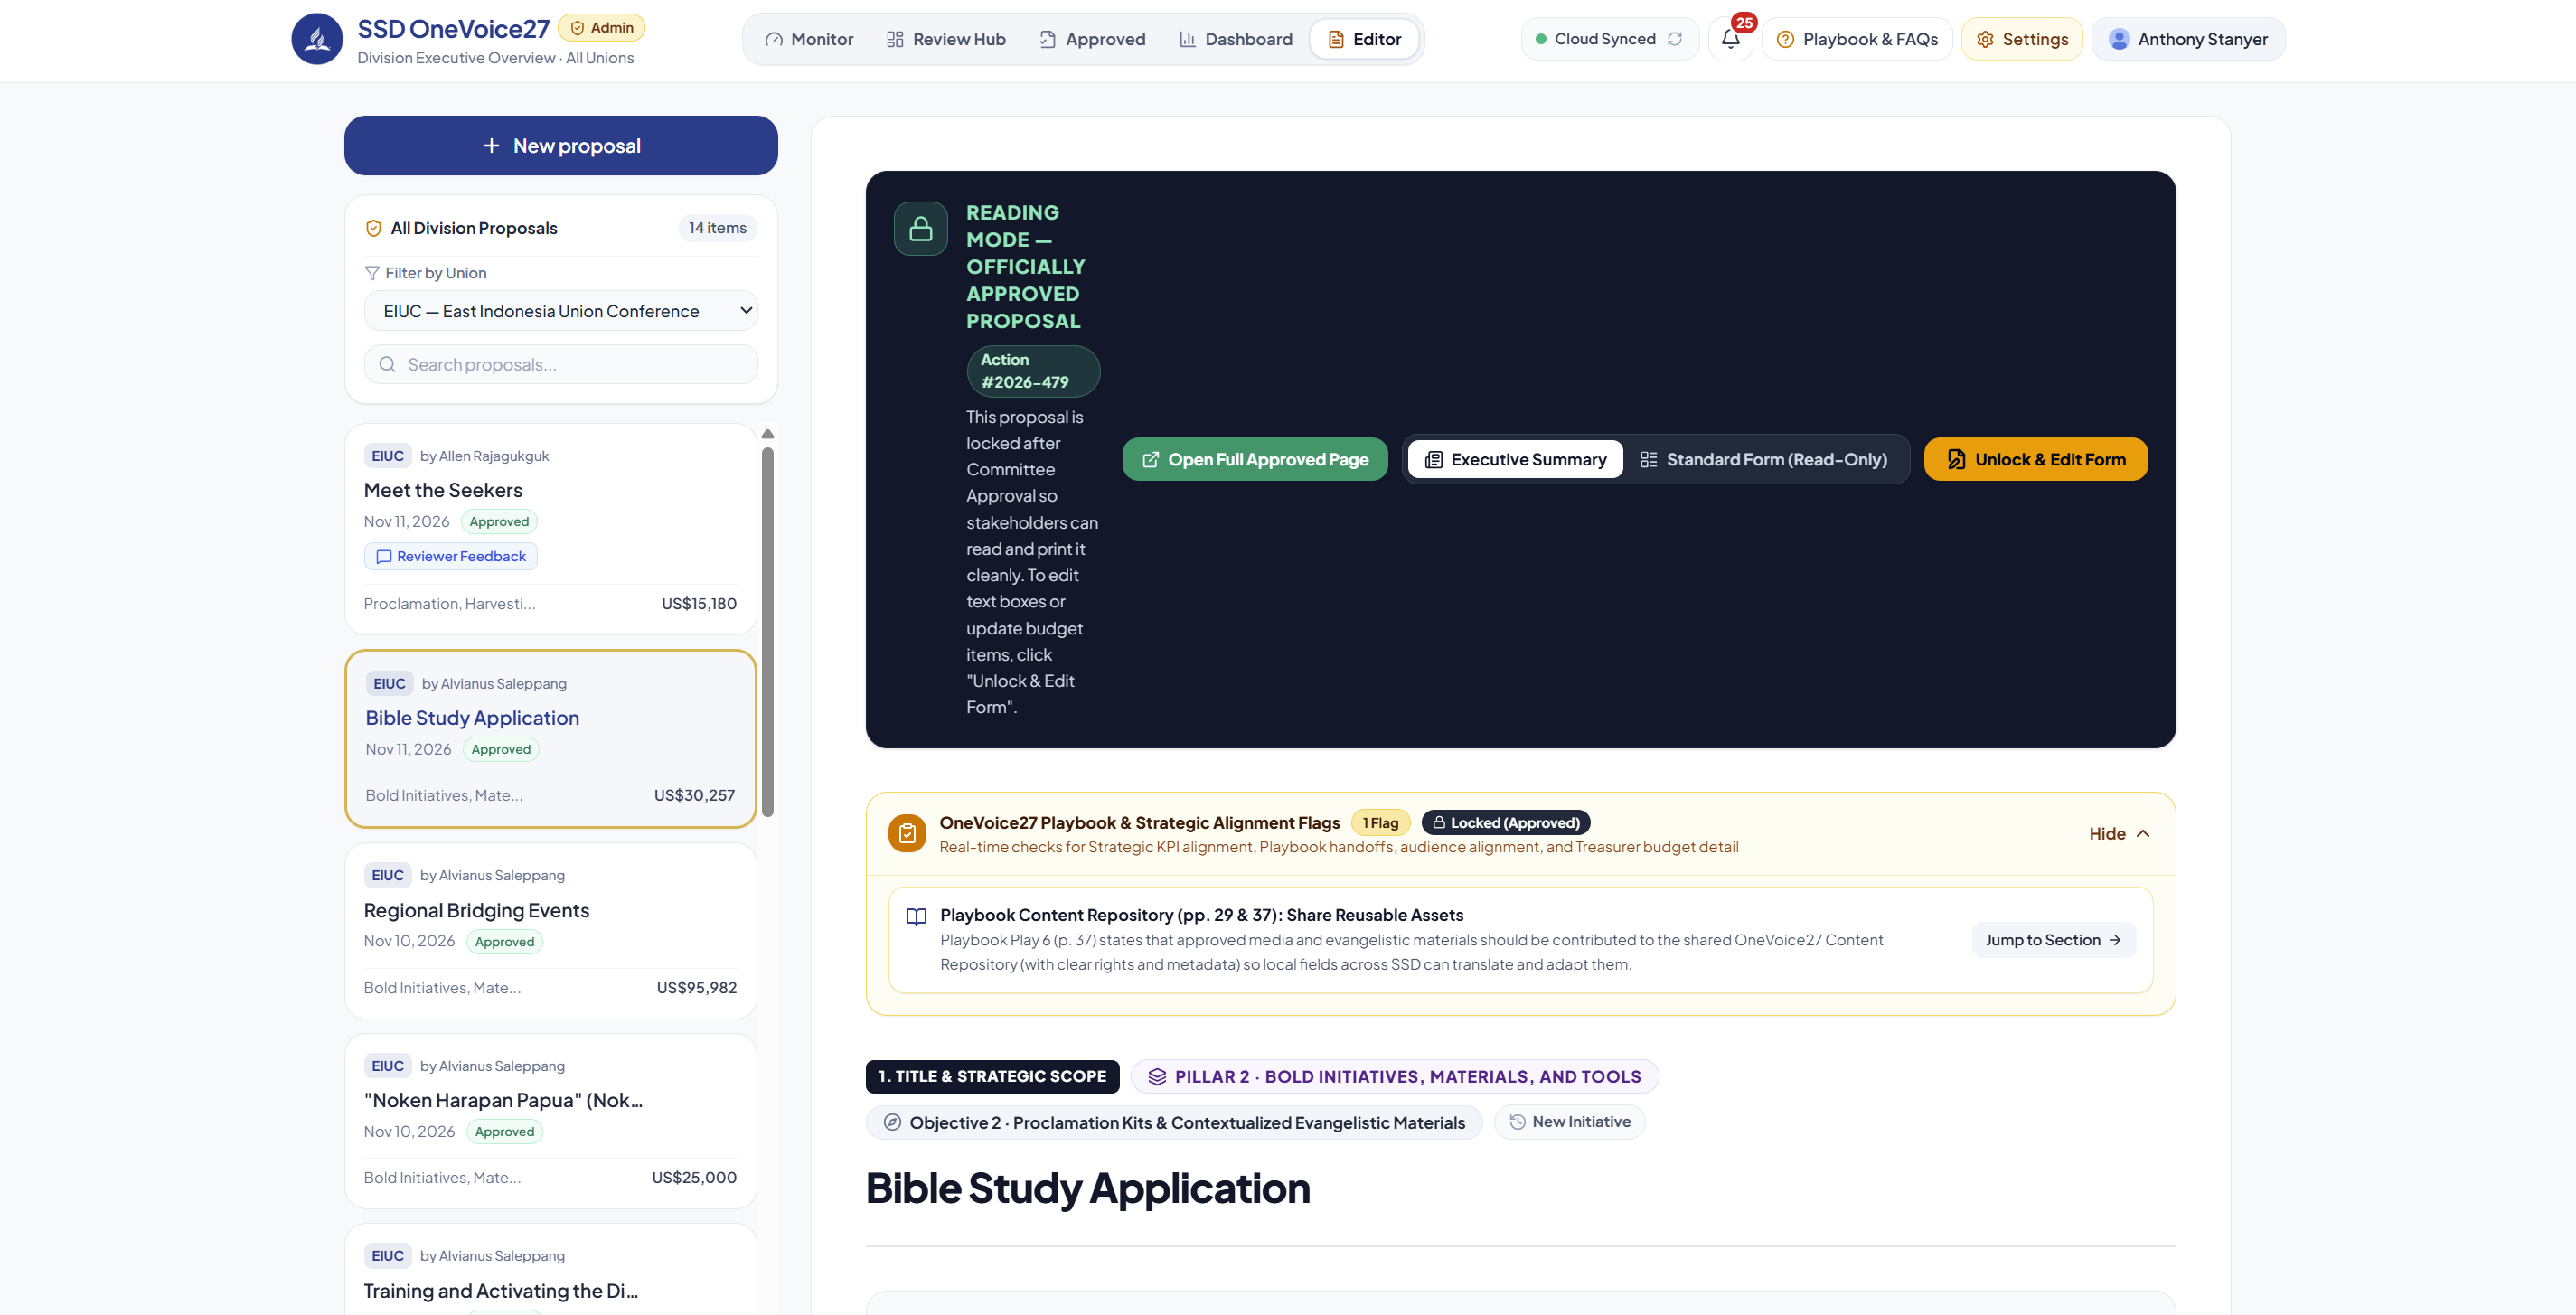 SSD OneVoice27
Admin
Division Executive Overview · All Unions
Monitor
Review Hub
Approved
Dashboard
Editor
Cloud Synced
25
Playbook & FAQs
Settings
Anthony Stanyer
New proposal
All Division Proposals
14 items
Filter by Union
EIUC — East Indonesia Union Conference
Search proposals...
EIUC by Allen Rajagukguk
Meet the Seekers
Nov 11, 2026 Approved
Reviewer Feedback
Proclamation, Harvesti... US$15,180
EIUC by Alvianus Saleppang
Bible Study Application
Nov 11, 2026 Approved
Bold Initiatives, Mate... US$30,257
EIUC by Alvianus Saleppang
Regional Bridging Events
Nov 10, 2026 Approved
Bold Initiatives, Mate... US$95,982
EIUC by Alvianus Saleppang
"Noken Harapan Papua" (Nok...
Nov 10, 2026 Approved
Bold Initiatives, Mate... US$25,000
EIUC by Alvianus Saleppang
Training and Activating the Di...
READING
MODE —
OFFICIALLY
APPROVED
PROPOSAL
Action
#2026-479
This proposal is
locked after
Committee
Approval so
stakeholders can
read and print it
cleanly. To edit
text boxes or
update budget
items, click
"Unlock & Edit
Form".
Open Full Approved Page
Executive Summary
Standard Form (Read-Only)
Unlock & Edit Form
OneVoice27 Playbook & Strategic Alignment Flags
1 Flag
Locked (Approved)
Real-time checks for Strategic KPI alignment, Playbook handoffs, audience alignment, and Treasurer budget detail
Hide
Playbook Content Repository (pp. 29 & 37): Share Reusable Assets
Playbook Play 6 (p. 37) states that approved media and evangelistic materials should be contributed to the shared OneVoice27 Content
Repository (with clear rights and metadata) so local fields across SSD can translate and adapt them.
Jump to Section →
1. TITLE & STRATEGIC SCOPE
PILLAR 2 · BOLD INITIATIVES, MATERIALS, AND TOOLS
Objective 2 · Proclamation Kits & Contextualized Evangelistic Materials
New Initiative
Bible Study Application